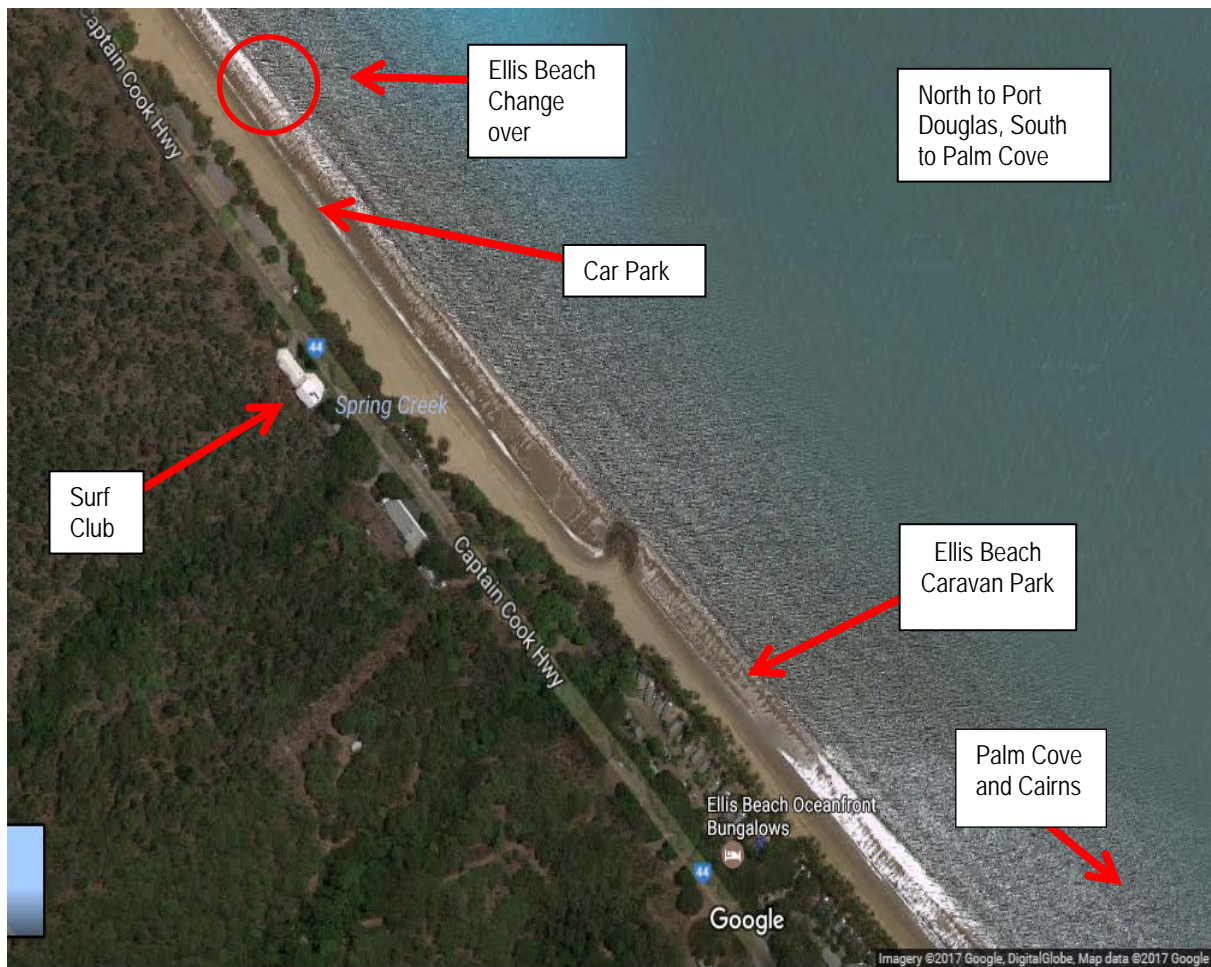 Captain Cook Hwy
Ellis Beach
Change
over
North to Port
Douglas, South
to Palm Cove
Car Park
44
Spring Creek
Surf
Club
Captain Cook Hwy
Ellis Beach
Caravan Park
Palm Cove
and Cairns
Ellis Beach Oceanfront
Bungalows
44
Google
Imagery ©2017 Google, DigitalGlobe, Map data ©2017 Google